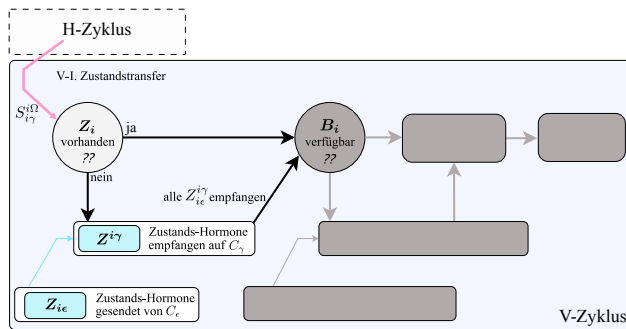 H-Zyklus
V-I. Zustandstransfer
$S_{i\gamma}^{i\Omega}$
$Z_i$
vorhanden
??
ja
$B_i$
verfügbar
??
nein
alle $Z_{i\epsilon}^{i\gamma}$ empfangen
$Z^{i\gamma}$
Zustands-Hormone
empfangen auf $C_\gamma$
$Z_{i\epsilon}$
Zustands-Hormone
gesendet von $C_\epsilon$
V-Zyklus